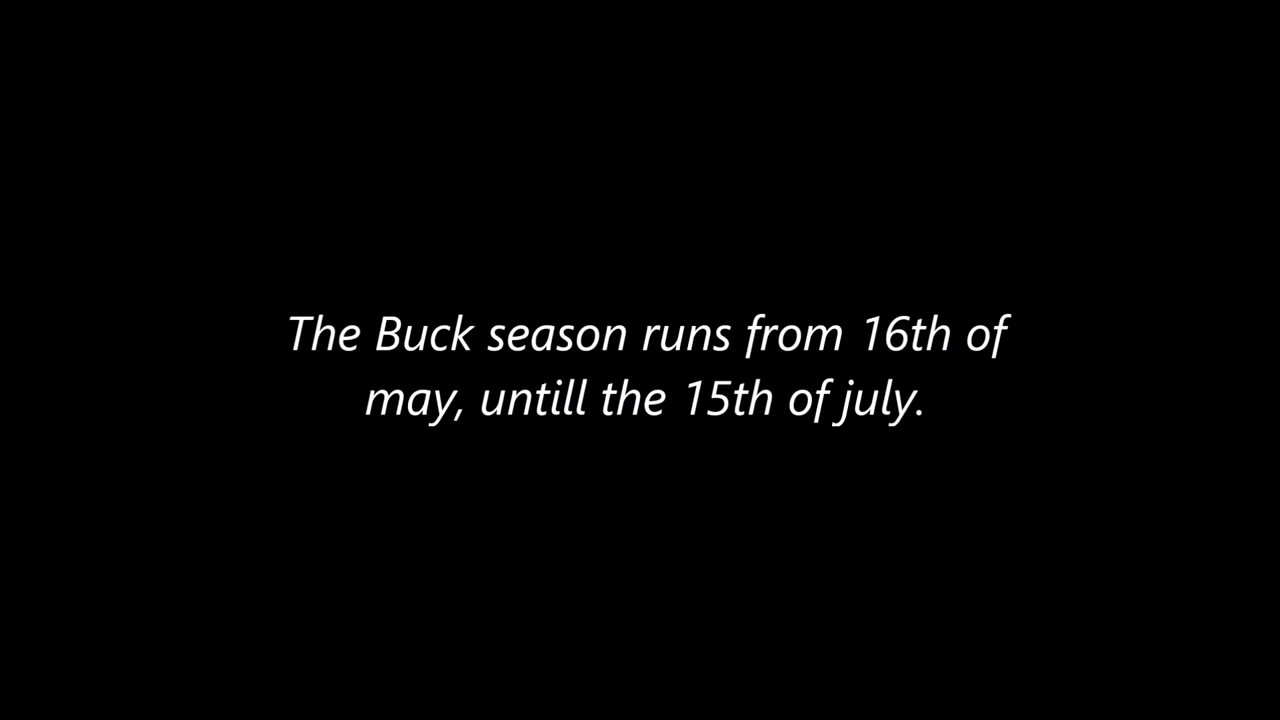 The Buck season runs from 16th of
may, untill the 15th of july.